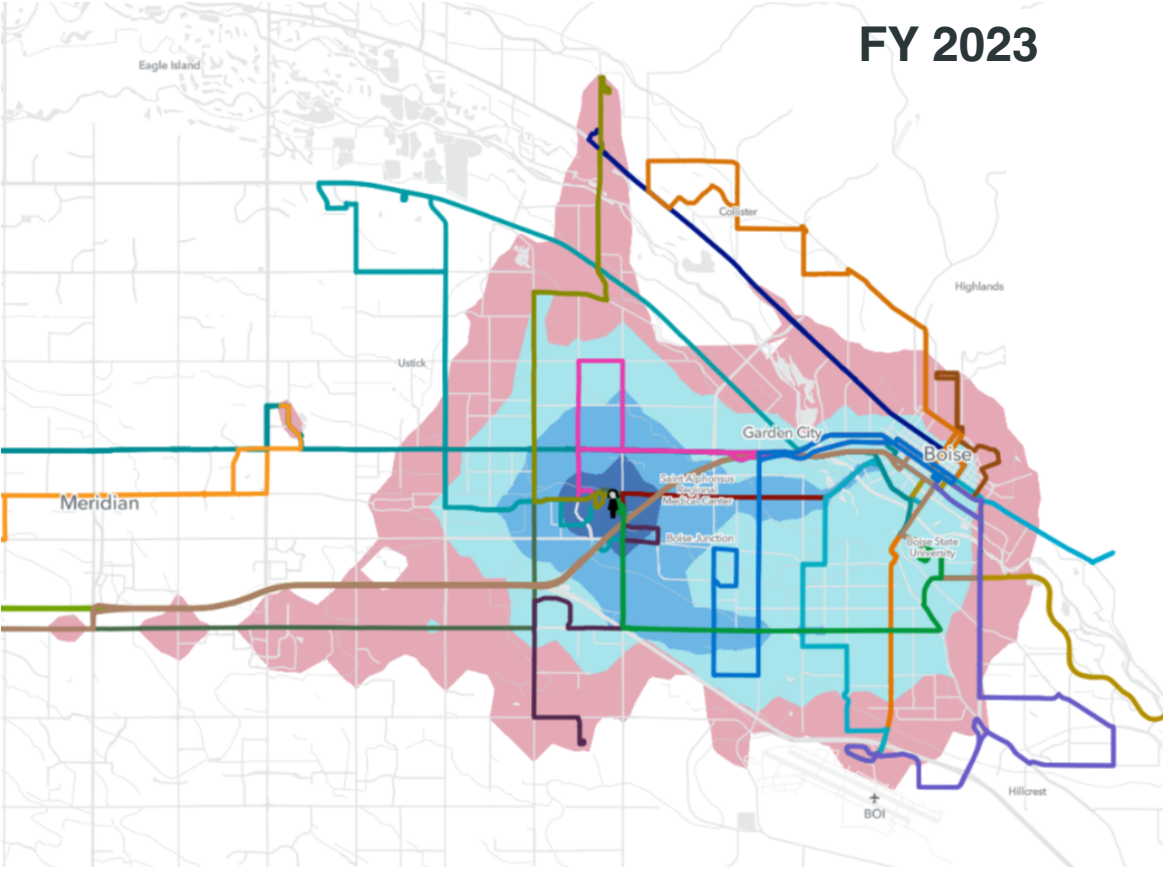 FY 2023
Eagle Island
Collister
Highlands
Ustick
Garden City
Boise
Saint Alphonsus
Regional
Medical Center
Meridian
Boise Junction
Boise State
University
Hillcrest
BOI